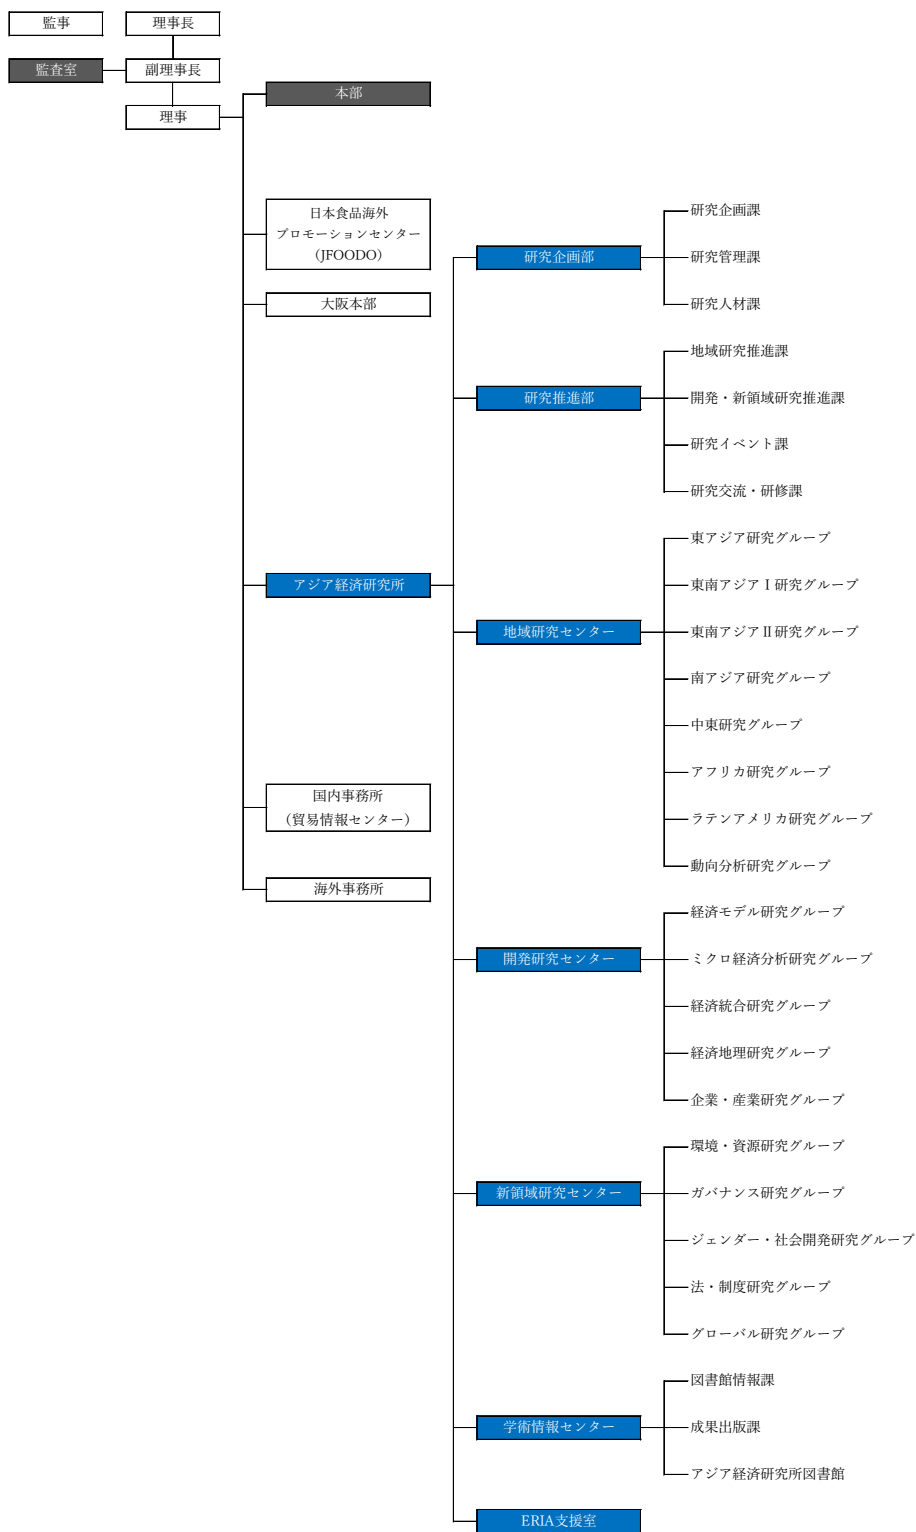 監事
理事長
監査室
副理事長
理事
本部
日本食品海外
プロモーションセンター
（JFOODO）
大阪本部
アジア経済研究所
国内事務所
（貿易情報センター）
海外事務所
研究企画部
研究企画課
研究管理課
研究人材課
研究推進部
地域研究推進課
開発・新領域研究推進課
研究イベント課
研究交流・研修課
地域研究センター
東アジア研究グループ
東南アジアⅠ研究グループ
東南アジアⅡ研究グループ
南アジア研究グループ
中東研究グループ
アフリカ研究グループ
ラテンアメリカ研究グループ
動向分析研究グループ
開発研究センター
経済モデル研究グループ
ミクロ経済分析研究グループ
経済統合研究グループ
経済地理研究グループ
企業・産業研究グループ
新領域研究センター
環境・資源研究グループ
ガバナンス研究グループ
ジェンダー・社会開発研究グループ
法・制度研究グループ
グローバル研究グループ
学術情報センター
図書館情報課
成果出版課
アジア経済研究所図書館
ERIA支援室